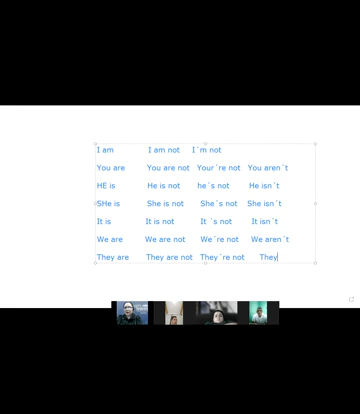 I am I am not I´m not
You are You are not Your´re not You aren´t
HE is He is not he´s not He isn´t
SHe is She is not She´s not She isn´t
It is It is not It ´s not It isn´t
We are We are not We´re not We aren´t
They are They are not They´re not They